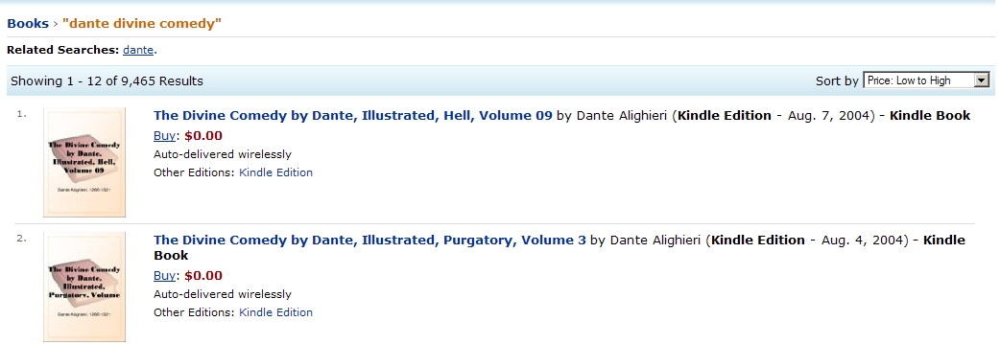 Books › "dante divine comedy"
Related Searches: dante.
Showing 1 - 12 of 9,465 Results
Sort by Price: Low to High
1.
The Divine Comedy
by Dante,
Illustrated, Hell,
Volume 09
Dante Alighieri, 1265-1321
The Divine Comedy by Dante, Illustrated, Hell, Volume 09 by Dante Alighieri (Kindle Edition - Aug. 7, 2004) - Kindle Book
Buy: $0.00
Auto-delivered wirelessly
Other Editions: Kindle Edition
2.
The Divine Comedy
by Dante,
Illustrated,
Purgatory, Volume
Dante Alighieri, 1265-1321
The Divine Comedy by Dante, Illustrated, Purgatory, Volume 3 by Dante Alighieri (Kindle Edition - Aug. 4, 2004) - Kindle
Book
Buy: $0.00
Auto-delivered wirelessly
Other Editions: Kindle Edition